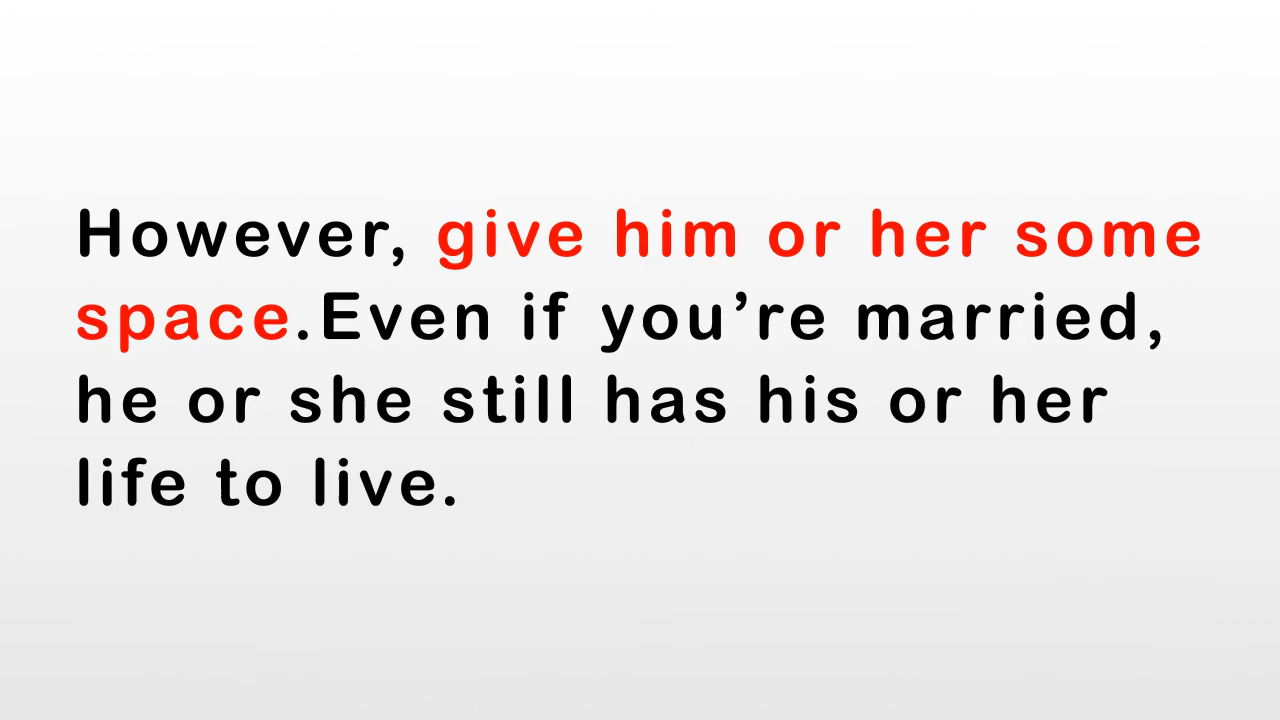 However, give him or her some
space.Even if you’re married,
he or she still has his or her
life to live.